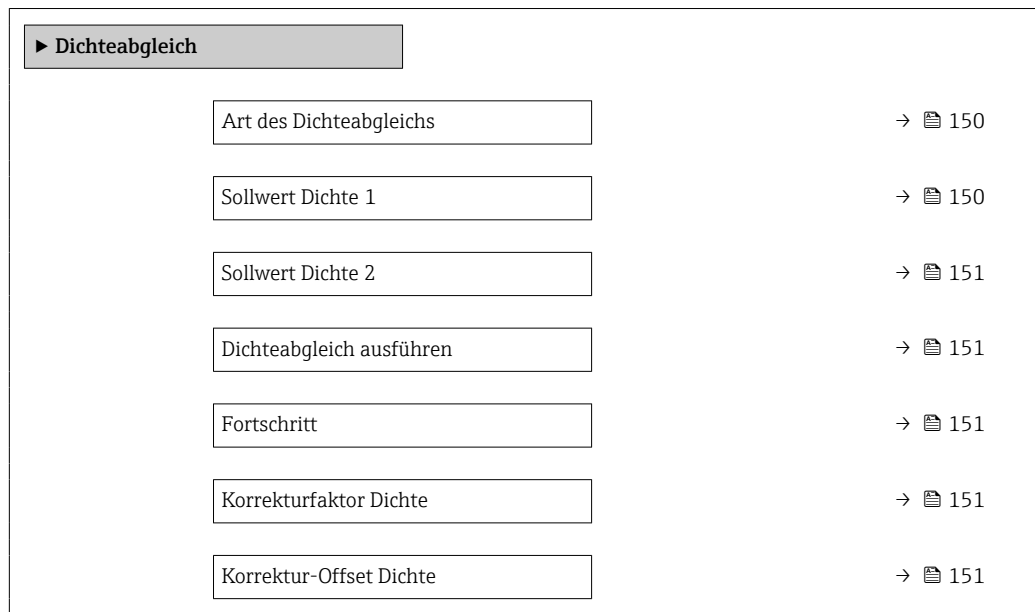 ▶ Dichteabgleich
Art des Dichteabgleichs → 150
Sollwert Dichte 1 → 150
Sollwert Dichte 2 → 151
Dichteabgleich ausführen → 151
Fortschritt → 151
Korrekturfaktor Dichte → 151
Korrektur-Offset Dichte → 151